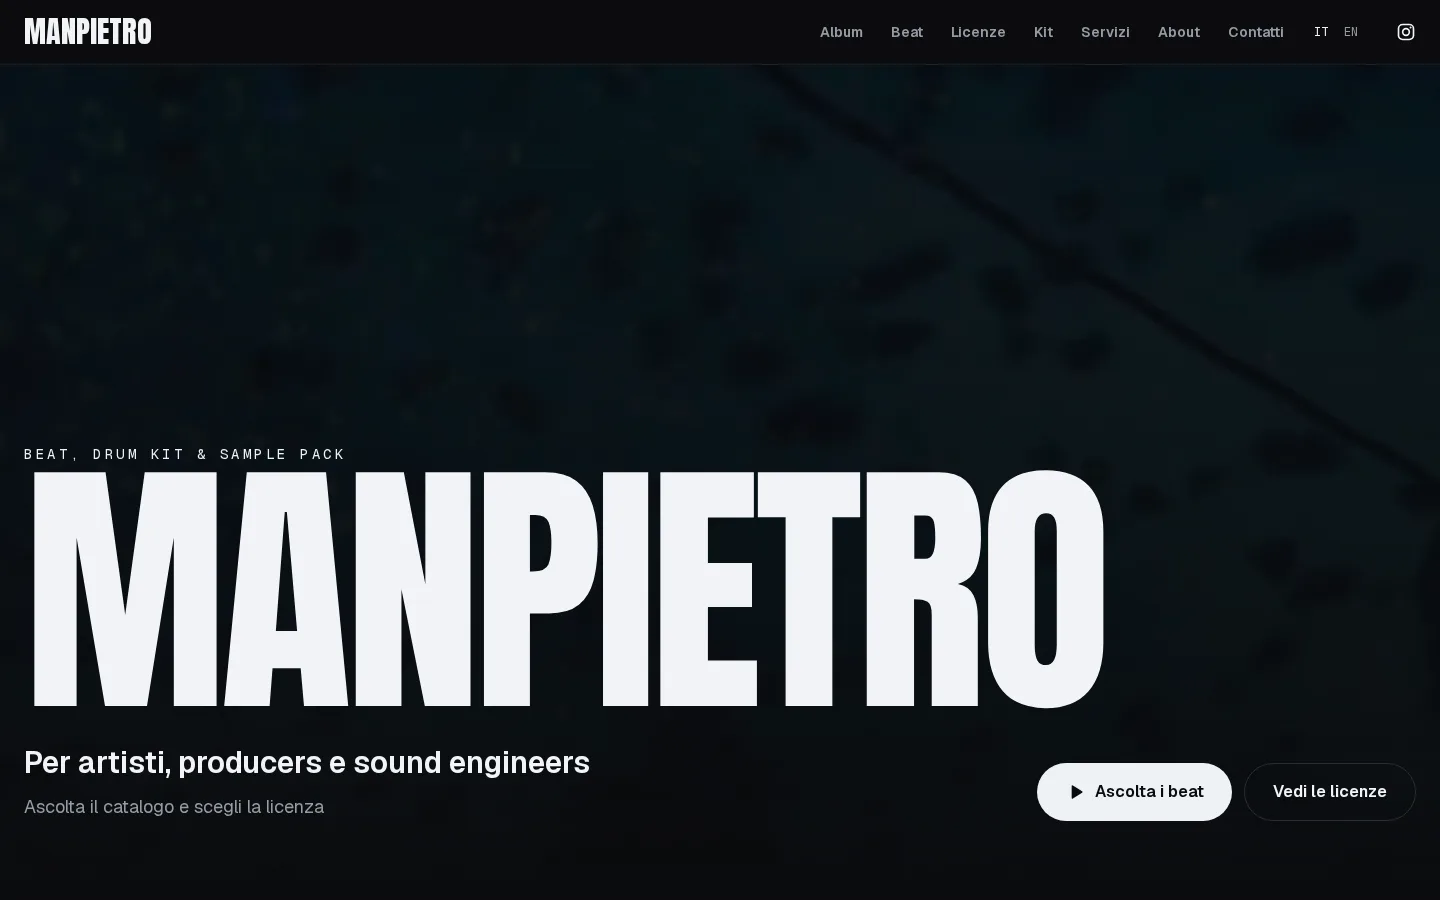 MANPIETRO
Album Beat Licenze Kit Servizi About Contatti IT EN
BEAT, DRUM KIT & SAMPLE PACK
MANPIETRO
Per artisti, producers e sound engineers
Ascolta il catalogo e scegli la licenza
Ascolta i beat
Vedi le licenze